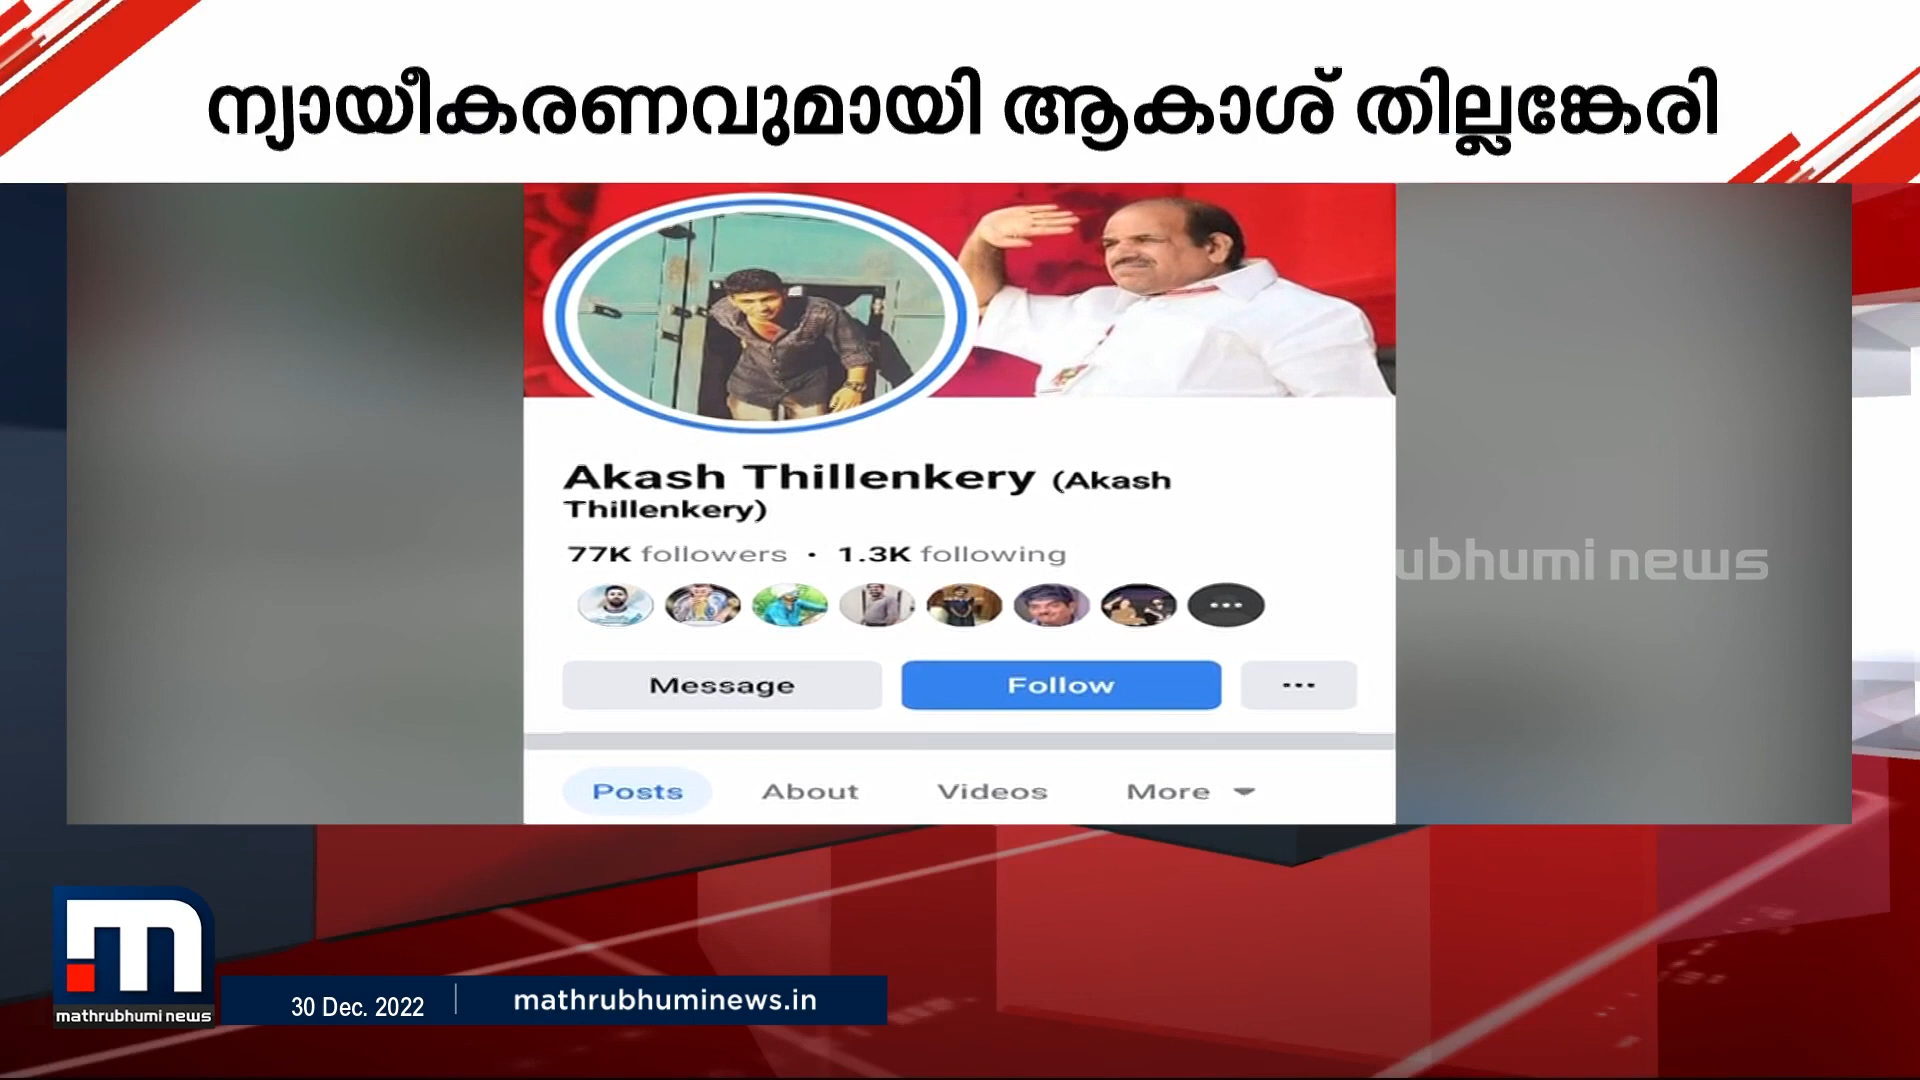 ന്യായീകരണവുമായി ആകാശ് തില്ലങ്കേരി
Akash Thillenkery (Akash
Thillenkery)
77K followers • 1.3K following
Message
Follow
Posts
About
Videos
More
ubhumi news
mathrubhumi news
30 Dec. 2022
mathrubhuminews.in